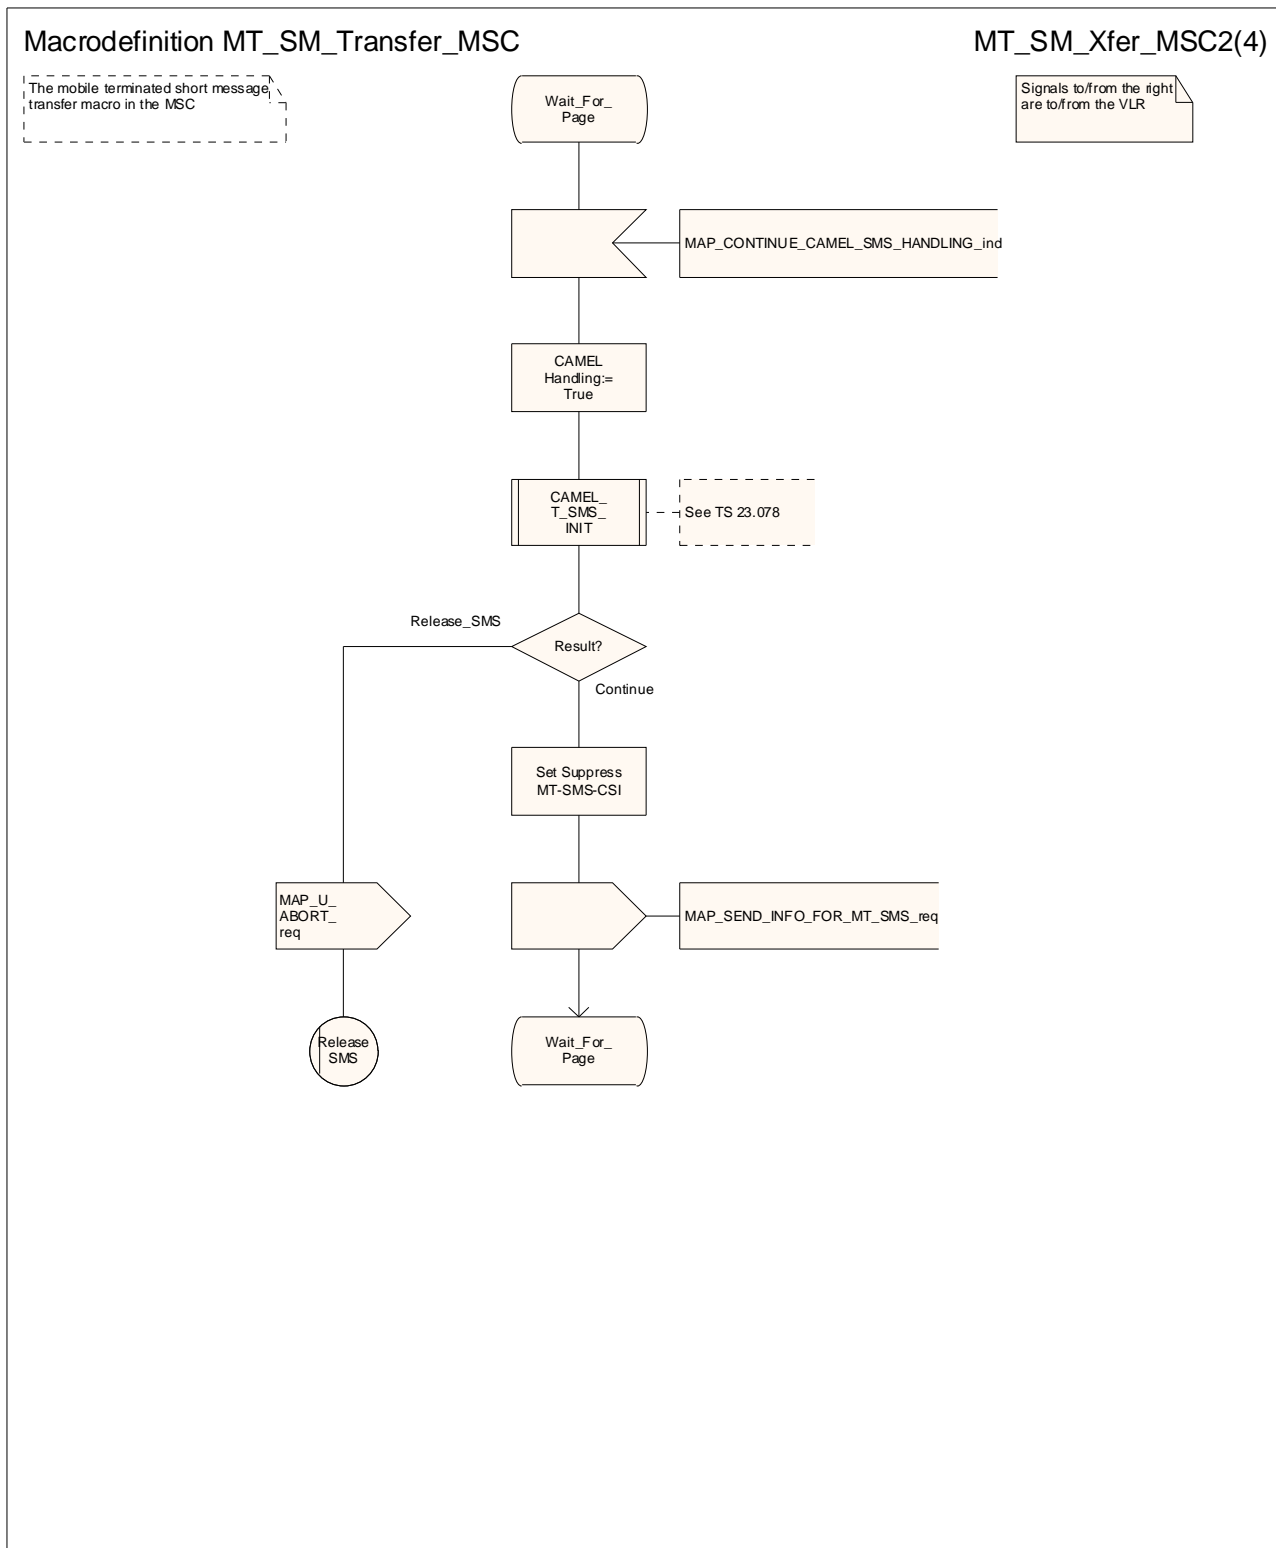 Macrodefinition MT_SM_Transfer_MSC
MT_SM_Xfer_MSC2(4)
The mobile terminated short message
transfer macro in the MSC
Wait_For_
Page
Signals to/from the right
are to/from the VLR
MAP_CONTINUE_CAMEL_SMS_HANDLING_ind
CAMEL
Handling:=
True
CAMEL_
T_SMS_
INIT
See TS 23.078
Release_SMS
Result?
Continue
Set Suppress
MT-SMS-CSI
MAP_U_
ABORT_
req
MAP_SEND_INFO_FOR_MT_SMS_req
Release
SMS
Wait_For_
Page